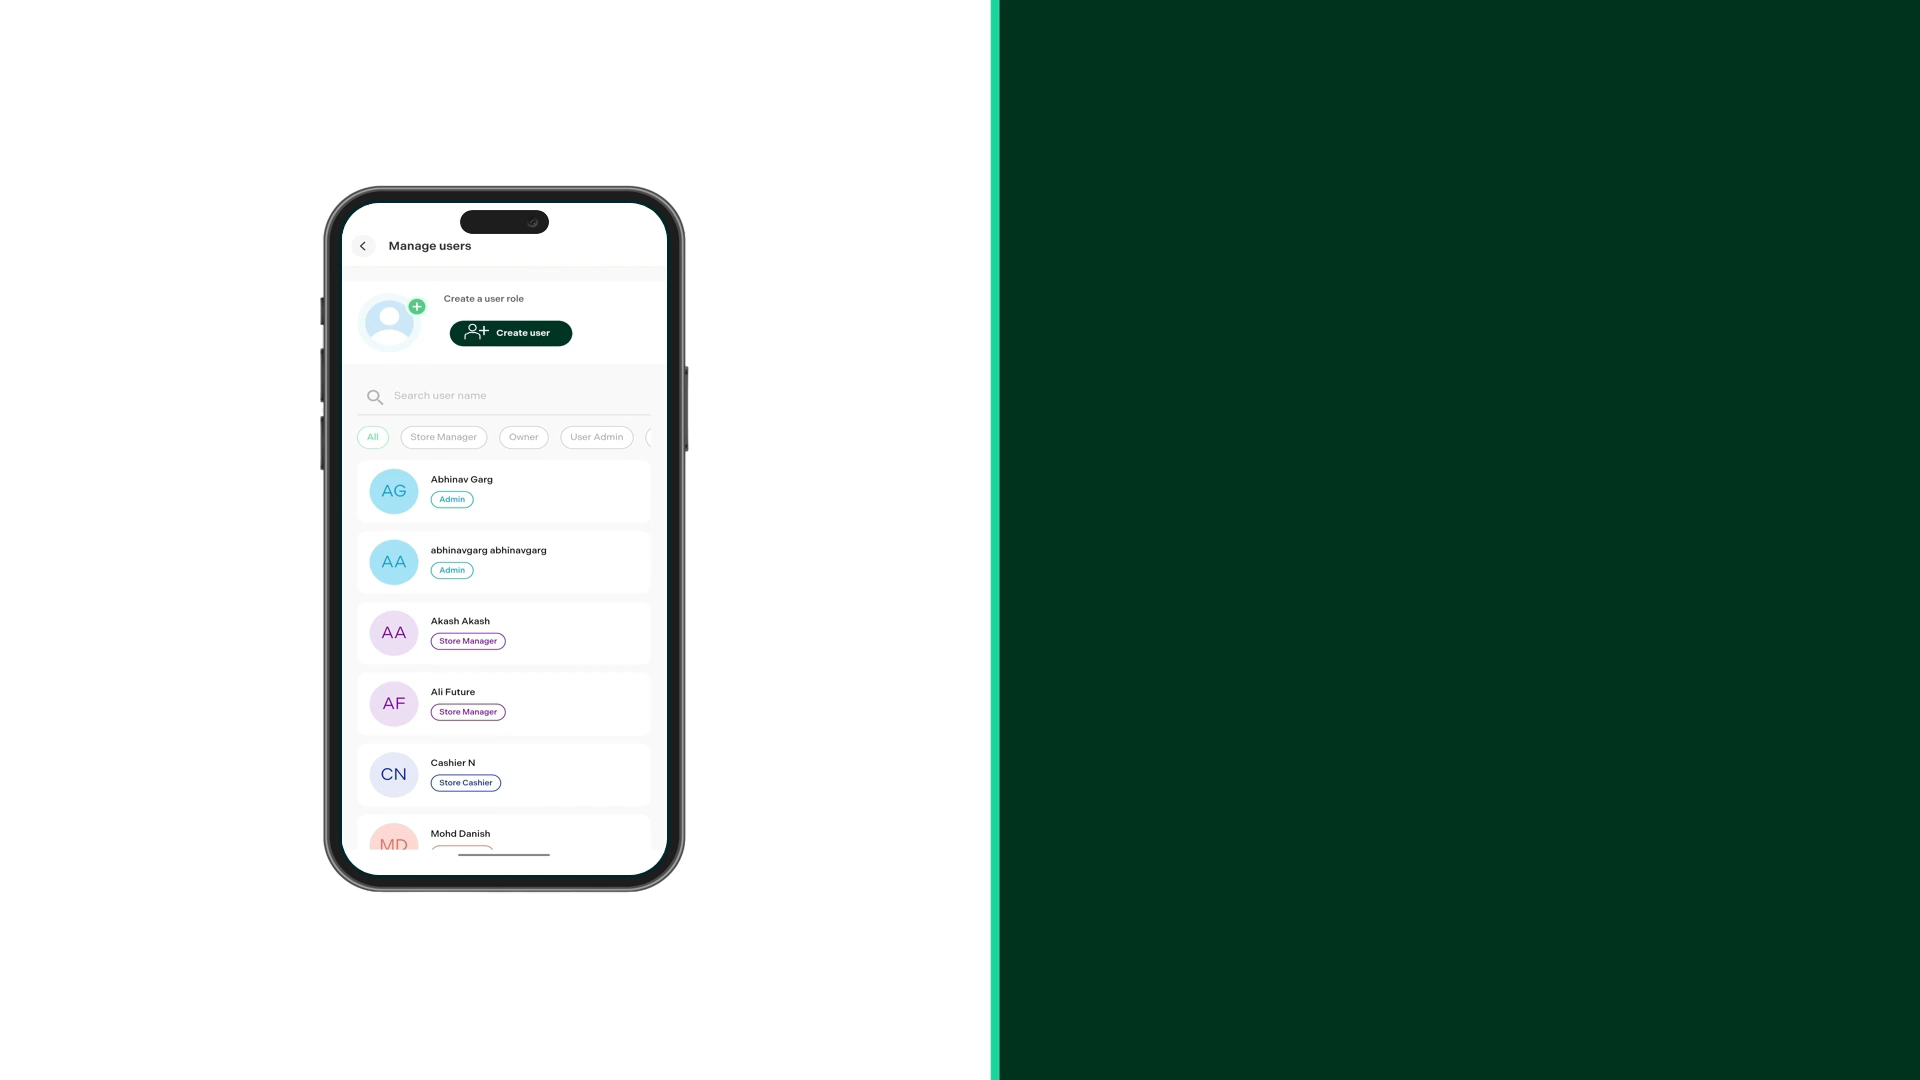 Manage users
Create a user role
Create user
Search user name
All
Store Manager
Owner
User Admin
AG
Abhinav Garg
Admin
AA
abhinavgarg abhinavgarg
Admin
AA
Akash Akash
Store Manager
AF
Ali Future
Store Manager
CN
Cashier N
Store Cashier
MD
Mohd Danish